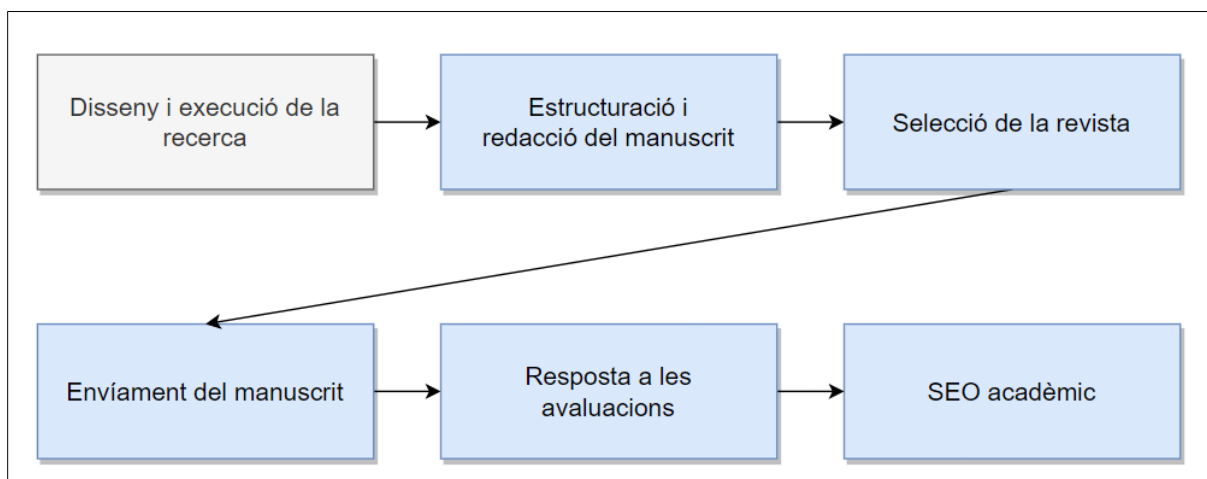 Disseny i execució de la
recerca
Estructuració i
redacció del manuscrit
Selecció de la revista
Envíament del manuscrit
Resposta a les
avaluacions
SEO acadèmic